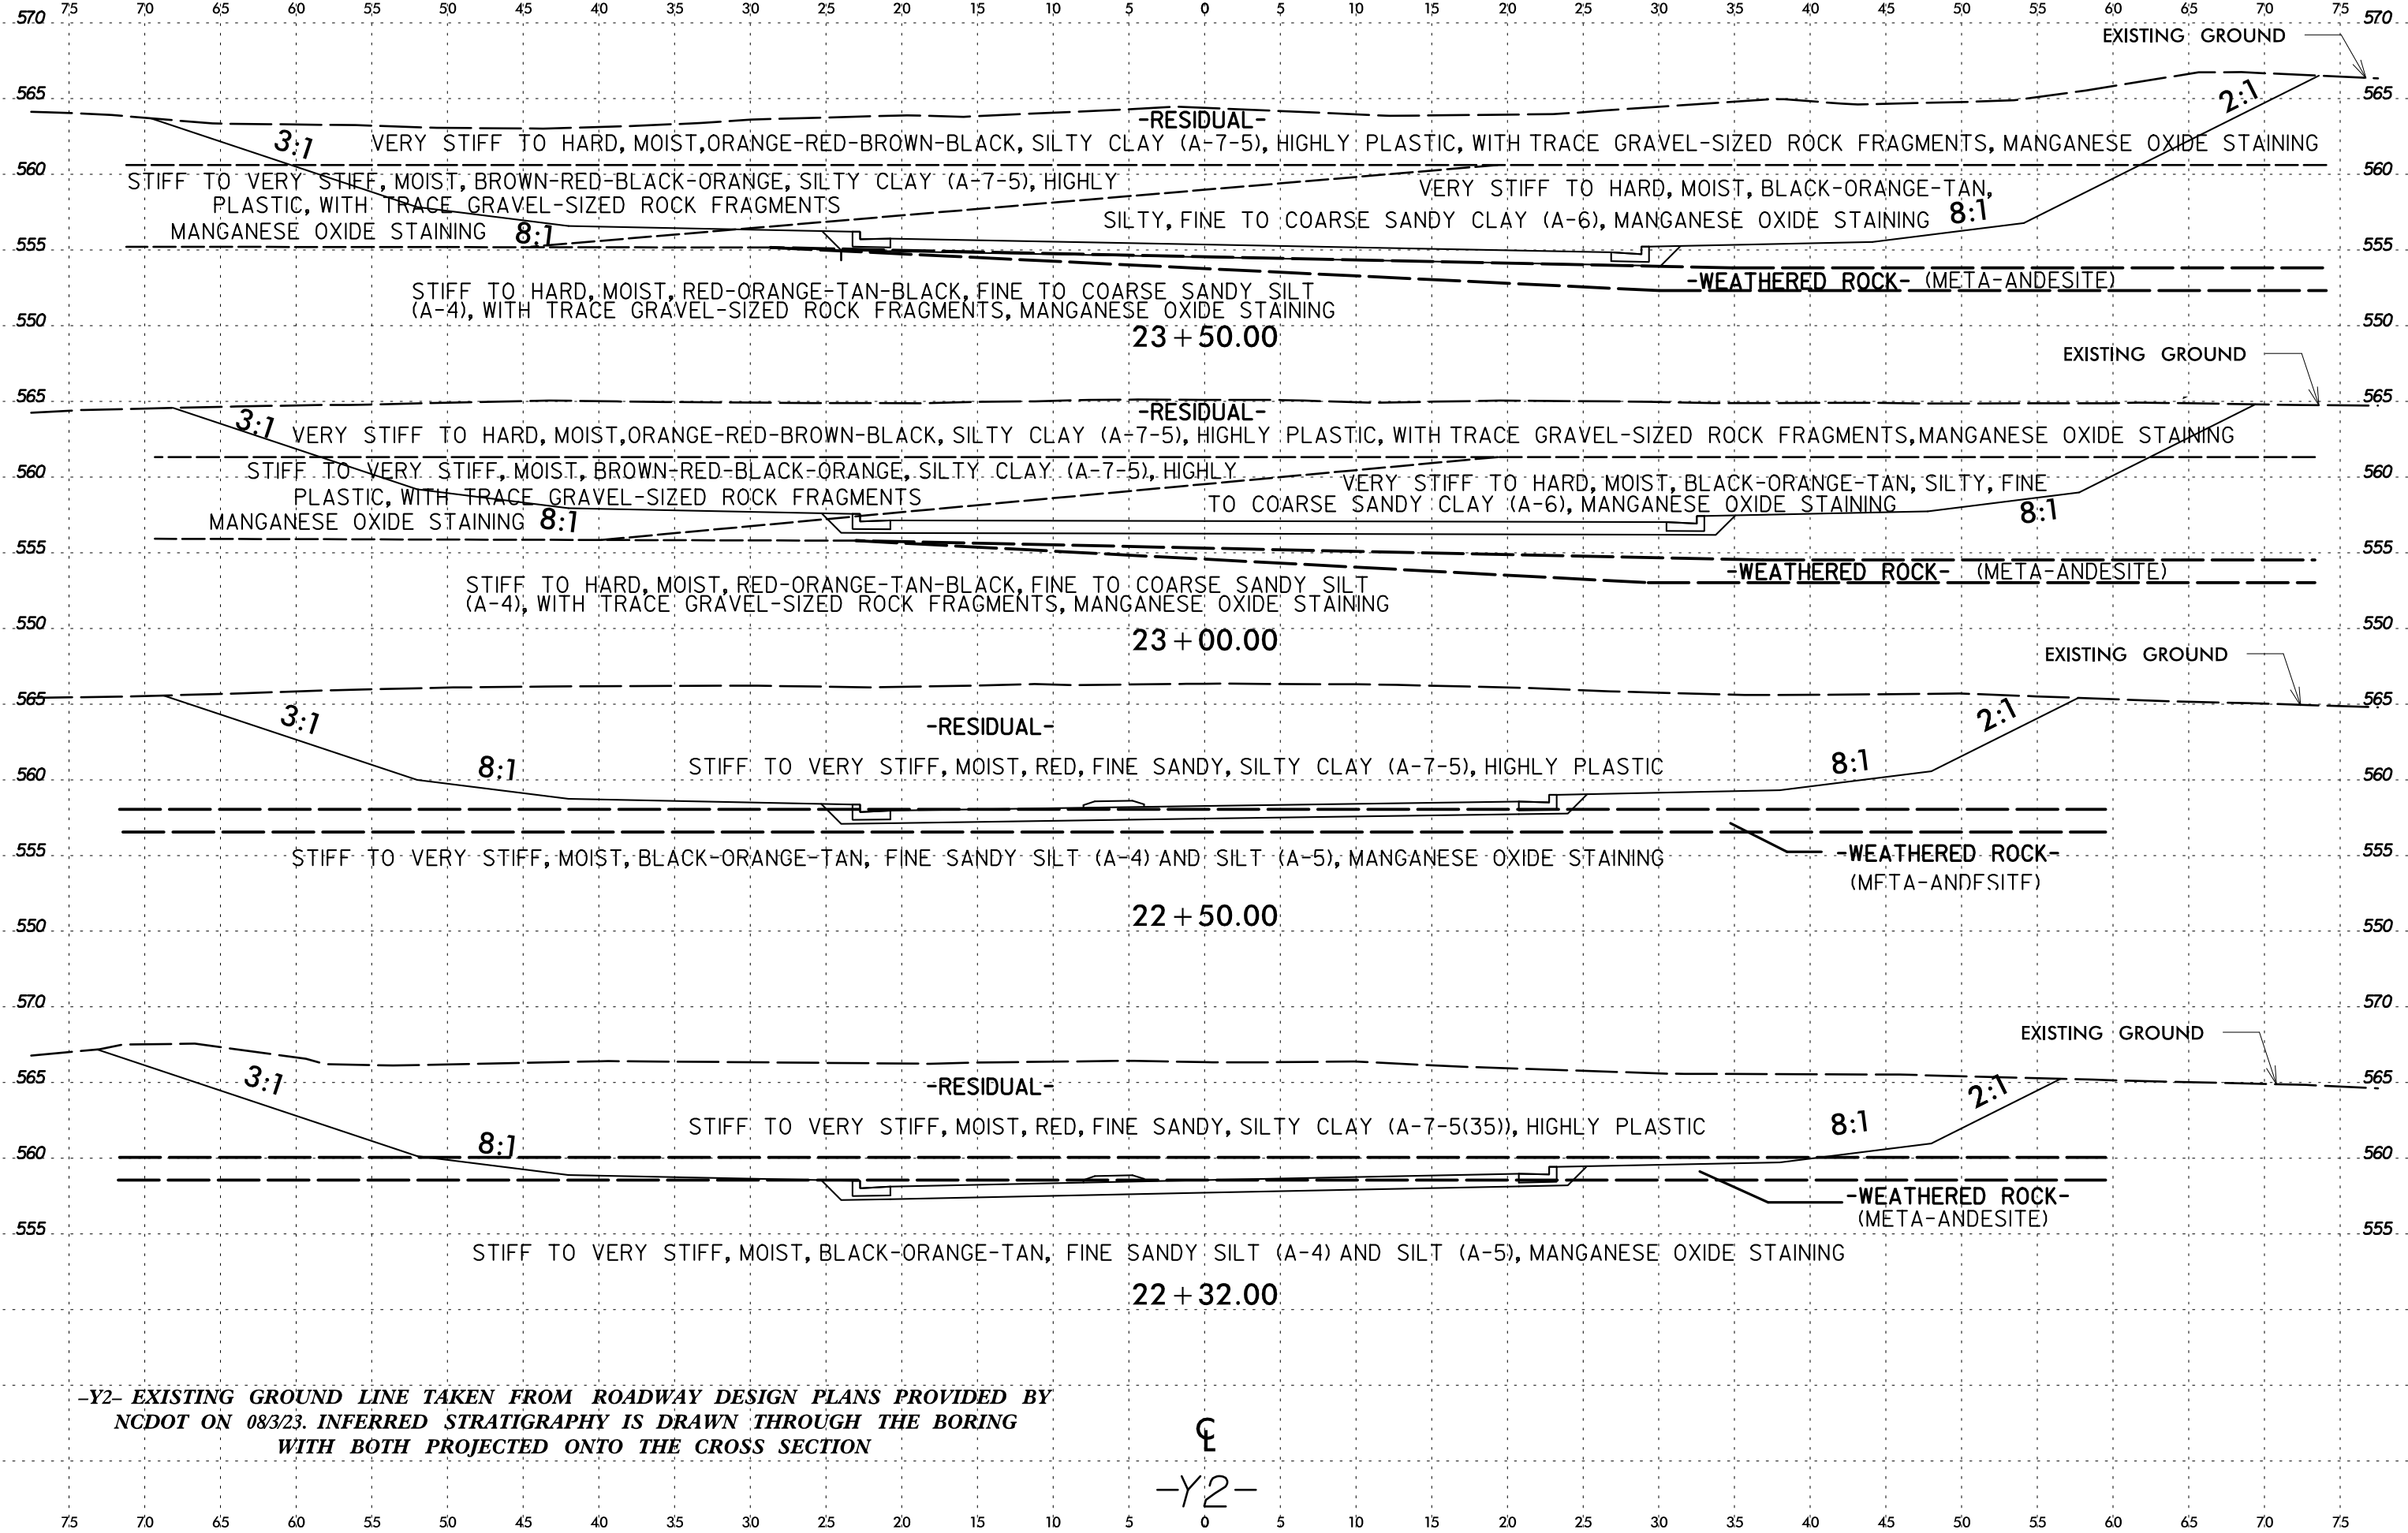 75 70 65 60 55 50 45 40 35 30 25 20 15 10 5 0 5 10 15 20 25 30 35 40 45 50 55 60 65 70 75
570 570
EXISTING GROUND
565 2:1 565
-RESIDUAL-
3:1 VERY STIFF TO HARD, MOIST,ORANGE-RED-BROWN-BLACK, SILTY CLAY (A-7-5), HIGHLY PLASTIC, WITH TRACE GRAVEL-SIZED ROCK FRAGMENTS, MANGANESE OXIDE STAINING
560 560
STIFF TO VERY STIFF, MOIST, BROWN-RED-BLACK-ORANGE, SILTY CLAY (A-7-5), HIGHLY
PLASTIC, WITH TRACE GRAVEL-SIZED ROCK FRAGMENTS
MANGANESE OXIDE STAINING 8:1
VERY STIFF TO HARD, MOIST, BLACK-ORANGE-TAN,
SILTY, FINE TO COARSE SANDY CLAY (A-6), MANGANESE OXIDE STAINING 8:1
555 555
-WEATHERED ROCK- (META-ANDESITE)
STIFF TO HARD, MOIST, RED-ORANGE-TAN-BLACK, FINE TO COARSE SANDY SILT
(A-4), WITH TRACE GRAVEL-SIZED ROCK FRAGMENTS, MANGANESE OXIDE STAINING
550 550
23+50.00
EXISTING GROUND
565 565
-RESIDUAL-
3:1 VERY STIFF TO HARD, MOIST,ORANGE-RED-BROWN-BLACK, SILTY CLAY (A-7-5), HIGHLY PLASTIC, WITH TRACE GRAVEL-SIZED ROCK FRAGMENTS,MANGANESE OXIDE STAINING
560 560
STIFF TO VERY STIFF, MOIST, BROWN-RED-BLACK-ORANGE, SILTY CLAY (A-7-5), HIGHLY
PLASTIC, WITH TRACE GRAVEL-SIZED ROCK FRAGMENTS
MANGANESE OXIDE STAINING 8:1
VERY STIFF TO HARD, MOIST, BLACK-ORANGE-TAN, SILTY, FINE
TO COARSE SANDY CLAY (A-6), MANGANESE OXIDE STAINING
8:1
555 555
-WEATHERED ROCK- (META-ANDESITE)
STIFF TO HARD, MOIST, RED-ORANGE-TAN-BLACK, FINE TO COARSE SANDY SILT
(A-4), WITH TRACE GRAVEL-SIZED ROCK FRAGMENTS, MANGANESE OXIDE STAINING
550 550
23+00.00
EXISTING GROUND
565 565
3:1 2:1
-RESIDUAL-
8:1 STIFF TO VERY STIFF, MOIST, RED, FINE SANDY, SILTY CLAY (A-7-5), HIGHLY PLASTIC 8:1
560 560
555 555
STIFF TO VERY STIFF, MOIST, BLACK-ORANGE-TAN, FINE SANDY SILT (A-4) AND SILT (A-5), MANGANESE OXIDE STAINING
-WEATHERED ROCK-
(META-ANDESITE)
22+50.00
550 550
570 570
EXISTING GROUND
565 565
3:1 2:1
-RESIDUAL-
8:1 STIFF TO VERY STIFF, MOIST, RED, FINE SANDY, SILTY CLAY (A-7-5(35)), HIGHLY PLASTIC 8:1
560 560
-WEATHERED ROCK-
(META-ANDESITE)
555 555
STIFF TO VERY STIFF, MOIST, BLACK-ORANGE-TAN, FINE SANDY SILT (A-4) AND SILT (A-5), MANGANESE OXIDE STAINING
22+32.00
-Y2- EXISTING GROUND LINE TAKEN FROM ROADWAY DESIGN PLANS PROVIDED BY
NCDOT ON 08/3/23. INFERRED STRATIGRAPHY IS DRAWN THROUGH THE BORING
WITH BOTH PROJECTED ONTO THE CROSS SECTION
℄
-Y2-
75 70 65 60 55 50 45 40 35 30 25 20 15 10 5 0 5 10 15 20 25 30 35 40 45 50 55 60 65 70 75